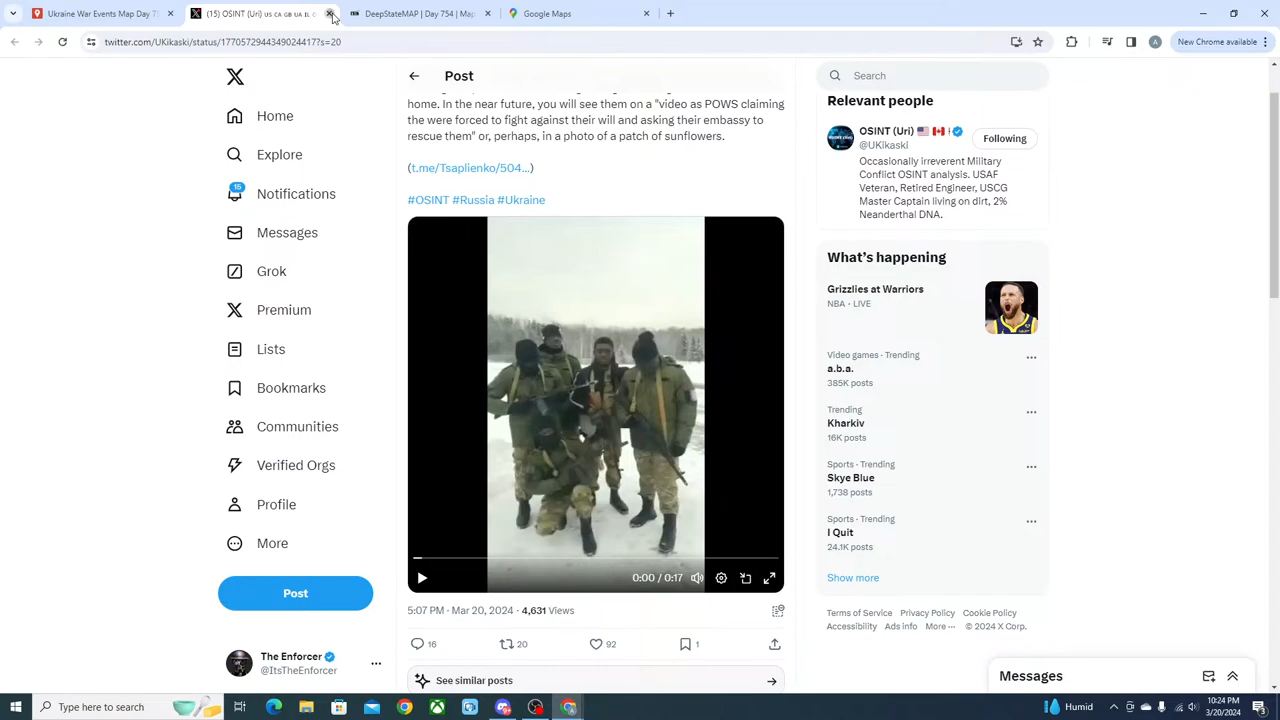 Ukraine War Events Map Day 7
(15) OSINT (Uri) US CA GB UA IL
DeepStateMAP | Day 754 | Map
Google Maps
twitter.com/UKikaski/status/1770572944349024417?s=20
New Chrome available
Home
Explore
15
Notifications
Messages
Grok
Premium
Lists
Bookmarks
Communities
Verified Orgs
Profile
More
Post
The Enforcer
@ItsTheEnforcer
Post
home. In the near future, you will see them on a "video as POWS claiming
the were forced to fight against their will and asking their embassy to
rescue them" or, perhaps, in a photo of a patch of sunflowers.
(t.me/Tsaplienko/504...)
#OSINT #Russia #Ukraine
0:00 / 0:17
5:07 PM · Mar 20, 2024 · 4,631 Views
16 20 92 1
See similar posts
Search
Relevant people
OSINT (Uri)
@UKikaski
Following
Occasionally irreverent Military
Conflict OSINT analysis. USAF
Veteran, Retired Engineer, USCG
Master Captain living on dirt, 2%
Neanderthal DNA.
What's happening
Grizzlies at Warriors
NBA · LIVE
Video games · Trending
a.b.a.
385K posts
Trending
Kharkiv
16K posts
Sports · Trending
Skye Blue
1,738 posts
Sports · Trending
I Quit
24.1K posts
Show more
Terms of Service Privacy Policy Cookie Policy
Accessibility Ads info More ··· © 2024 X Corp.
Messages
Type here to search
Humid
10:24 PM
3/20/2024